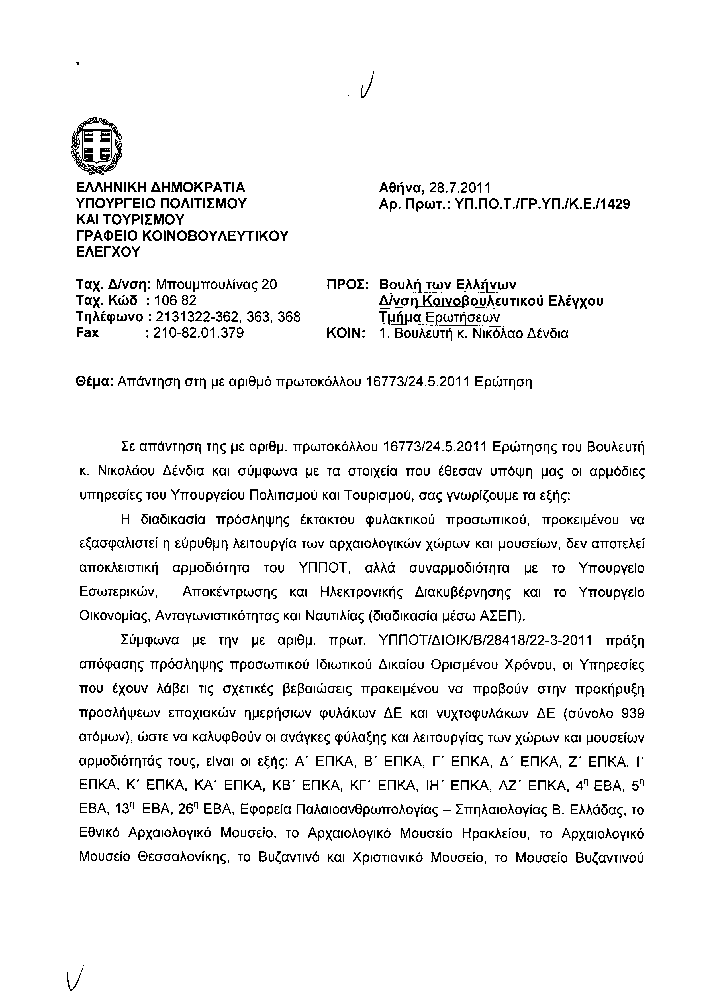 ΕΛΛΗΝΙΚΗ ΔΗΜΟΚΡΑΤΙΑ
ΥΠΟΥΡΓΕΙΟ ΠΟΛΙΤΙΣΜΟΥ
ΚΑΙ ΤΟΥΡΙΣΜΟΥ
ΓΡΑΦΕΙΟ ΚΟΙΝΟΒΟΥΛΕΥΤΙΚΟΥ
ΕΛΕΓΧΟΥ
Αθήνα, 28.7.2011
Αρ. Πρωτ.: ΥΠ.ΠΟ.Τ./ΓΡ.ΥΠ./Κ.Ε./1429
Ταχ. Δ/νση: Μπουμπουλίνας 20
Ταχ. Κώδ : 106 82
Τηλέφωνο : 2131322-362, 363, 368
Fax : 210-82.01.379
ΠΡΟΣ: Βουλή των Ελλήνων
Δ/νση Κοινοβουλευτικού Ελέγχου
Τμήμα Ερωτήσεων
ΚΟΙΝ: 1. Βουλευτή κ. Νικόλαο Δένδια
Θέμα: Απάντηση στη με αριθμό πρωτοκόλλου 16773/24.5.2011 Ερώτηση
Σε απάντηση της με αριθμ. πρωτοκόλλου 16773/24.5.2011 Ερώτησης του Βουλευτή
κ. Νικολάου Δένδια και σύμφωνα με τα στοιχεία που έθεσαν υπόψη μας οι αρμόδιες
υπηρεσίες του Υπουργείου Πολιτισμού και Τουρισμού, σας γνωρίζουμε τα εξής:
Η διαδικασία πρόσληψης έκτακτου φυλακτικού προσωπικού, προκειμένου να
εξασφαλιστεί η εύρυθμη λειτουργία των αρχαιολογικών χώρων και μουσείων, δεν αποτελεί
αποκλειστική αρμοδιότητα του ΥΠΠΟΤ, αλλά συναρμοδιότητα με το Υπουργείο
Εσωτερικών, Αποκέντρωσης και Ηλεκτρονικής Διακυβέρνησης και το Υπουργείο
Οικονομίας, Ανταγωνιστικότητας και Ναυτιλίας (διαδικασία μέσω ΑΣΕΠ).
Σύμφωνα με την με αριθμ. πρωτ. ΥΠΠΟΤ/ΔΙΟΙΚ/Β/28418/22-3-2011 πράξη
απόφασης πρόσληψης προσωπικού Ιδιωτικού Δικαίου Ορισμένου Χρόνου, οι Υπηρεσίες
που έχουν λάβει τις σχετικές βεβαιώσεις προκειμένου να προβούν στην προκήρυξη
προσλήψεων εποχιακών ημερήσιων φυλάκων ΔΕ και νυχτοφυλάκων ΔΕ (σύνολο 939
ατόμων), ώστε να καλυφθούν οι ανάγκες φύλαξης και λειτουργίας των χώρων και μουσείων
αρμοδιότητάς τους, είναι οι εξής: Α΄ ΕΠΚΑ, Β΄ ΕΠΚΑ, Γ΄ ΕΠΚΑ, Δ΄ ΕΠΚΑ, Ζ΄ ΕΠΚΑ, Ι΄
ΕΠΚΑ, Κ΄ ΕΠΚΑ, ΚΑ΄ ΕΠΚΑ, ΚΒ΄ ΕΠΚΑ, ΚΓ΄ ΕΠΚΑ, ΙΗ΄ ΕΠΚΑ, ΛΖ΄ ΕΠΚΑ, 4η ΕΒΑ, 5η
ΕΒΑ, 13η ΕΒΑ, 26η ΕΒΑ, Εφορεία Παλαιοανθρωπολογίας – Σπηλαιολογίας Β. Ελλάδας, το
Εθνικό Αρχαιολογικό Μουσείο, το Αρχαιολογικό Μουσείο Ηρακλείου, το Αρχαιολογικό
Μουσείο Θεσσαλονίκης, το Βυζαντινό και Χριστιανικό Μουσείο, το Μουσείο Βυζαντινού